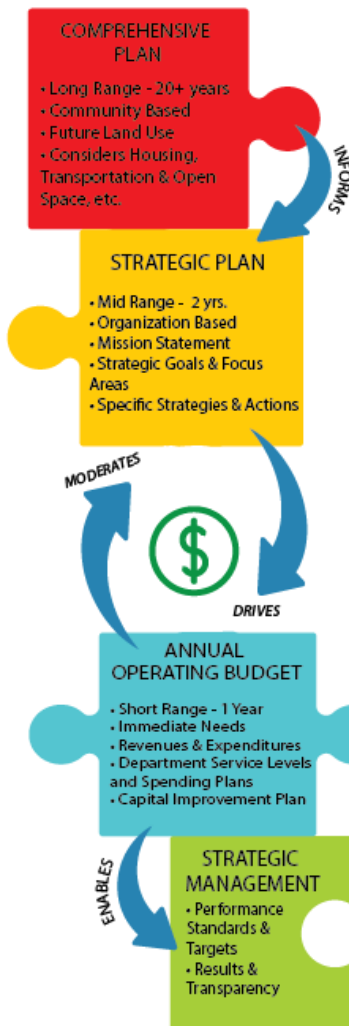 COMPREHENSIVE
PLAN
• Long Range - 20+ years
• Community Based
• Future Land Use
• Considers Housing,
Transportation & Open
Space, etc.
INFORMS
STRATEGIC PLAN
• Mid Range - 2 yrs.
• Organization Based
• Mission Statement
• Strategic Goals & Focus
Areas
• Specific Strategies & Actions
MODERATES
$
DRIVES
ANNUAL
OPERATING BUDGET
• Short Range - 1 Year
• Immediate Needs
• Revenues & Expenditures
• Department Service Levels
and Spending Plans
• Capital Improvement Plan
ENABLES
STRATEGIC
MANAGEMENT
• Performance
Standards &
Targets
• Results &
Transparency